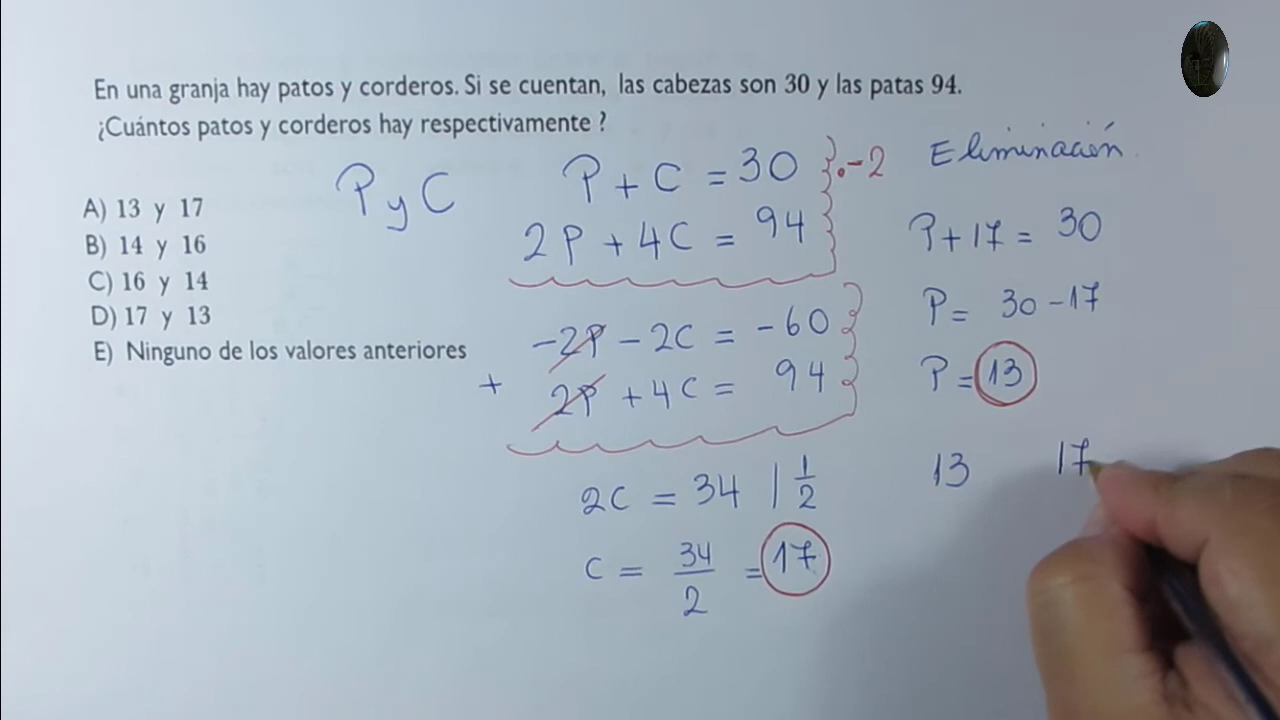 En una granja hay patos y corderos. Si se cuentan, las cabezas son 30 y las patas 94.
¿Cuántos patos y corderos hay respectivamente ?
A) 13 y 17
B) 14 y 16
C) 16 y 14
D) 17 y 13
E) Ninguno de los valores anteriores
P y C
P + C = 30 } · -2
2P + 4C = 94
-2P - 2C = -60
+ 2P + 4C = 94
2C = 34 | 1/2
C = 34/2 = 17
Eliminación
P + 17 = 30
P = 30 - 17
P = 13
13 17